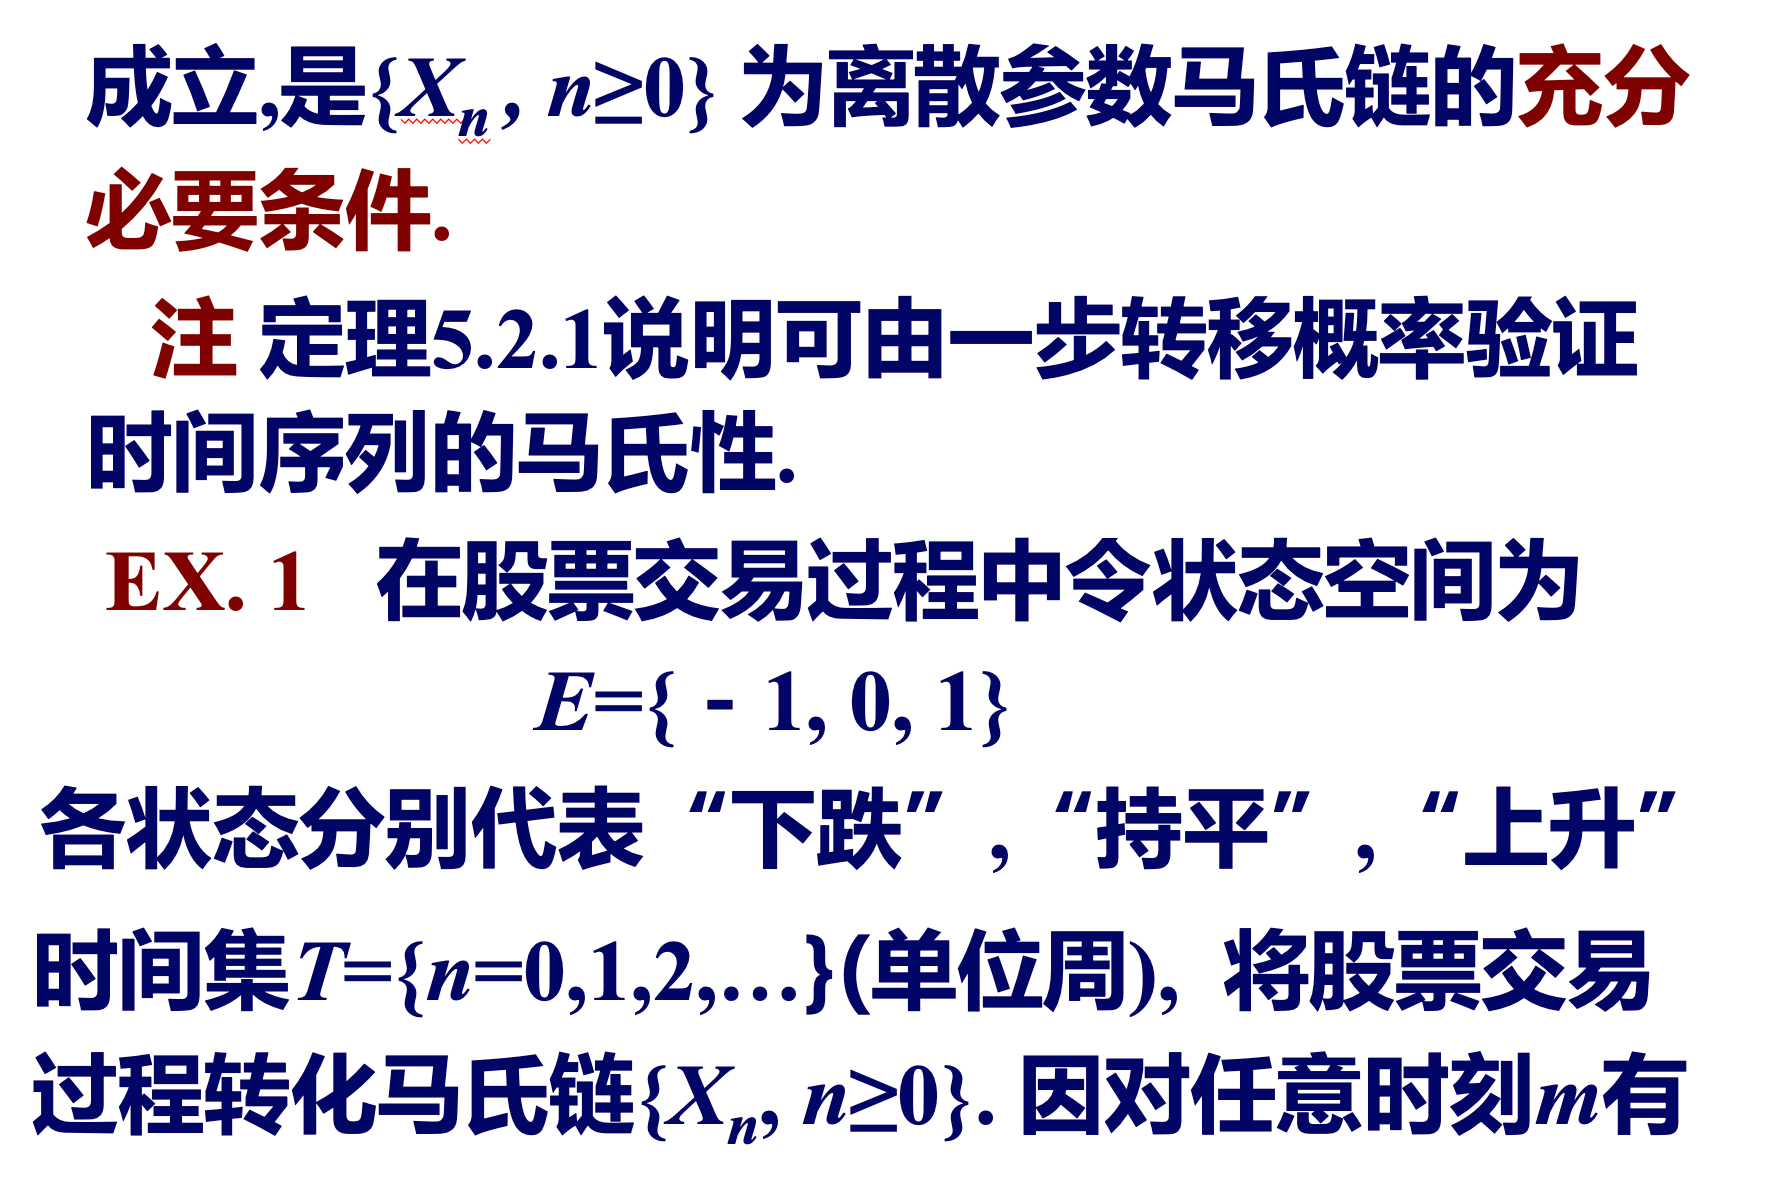 成立,是{Xn , n≥0} 为离散参数马氏链的充分
必要条件.
注 定理5.2.1说明可由一步转移概率验证
时间序列的马氏性.
EX. 1 在股票交易过程中令状态空间为
E={ - 1, 0, 1}
各状态分别代表 “下跌” , “持平” , “上升”
时间集T={n=0,1,2,…}(单位周), 将股票交易
过程转化马氏链{Xn, n≥0}. 因对任意时刻m有